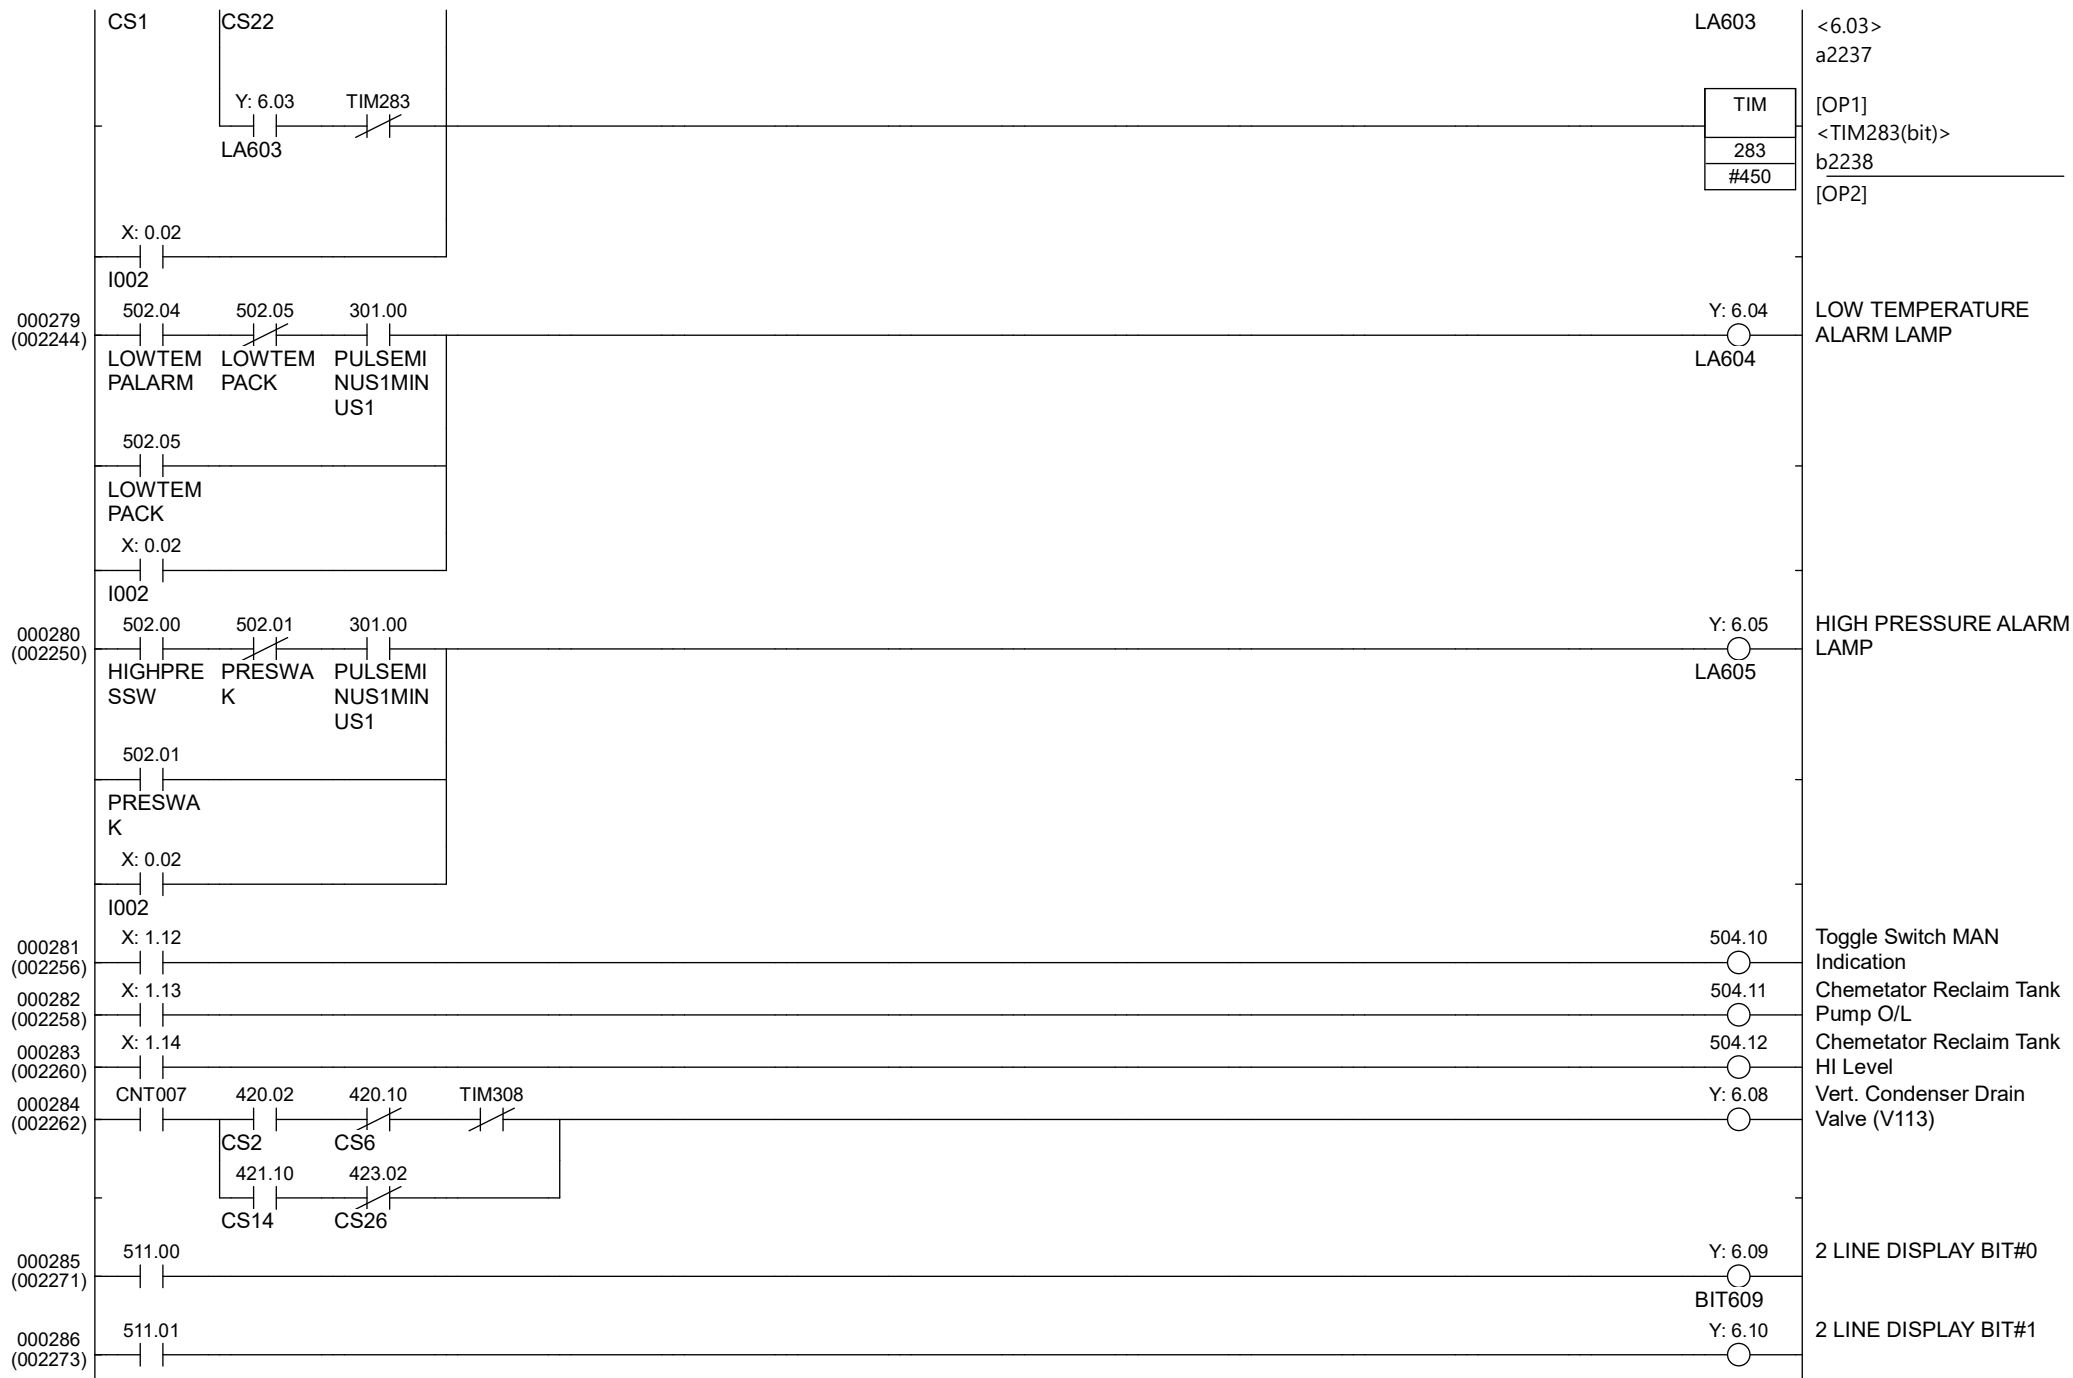 CS1 CS22 LA603 <6.03>
a2237
Y: 6.03 TIM283 TIM [OP1]
<TIM283(bit)>
LA603 283 b2238
#450 [OP2]
X: 0.02
I002
000279 502.04 502.05 301.00 Y: 6.04 LOW TEMPERATURE
(002244) ALARM LAMP
LOWTEM LOWTEM PULSEMI LA604
PALARM PACK NUS1MIN
US1
502.05
LOWTEM
PACK
X: 0.02
I002
000280 502.00 502.01 301.00 Y: 6.05 HIGH PRESSURE ALARM
(002250) LAMP
HIGHPRE PRESWA PULSEMI LA605
SSW K NUS1MIN
US1
502.01
PRESWA
K
X: 0.02
I002
000281 X: 1.12 504.10 Toggle Switch MAN
(002256) Indication
000282 X: 1.13 504.11 Chemetator Reclaim Tank
(002258) Pump O/L
000283 X: 1.14 504.12 Chemetator Reclaim Tank
(002260) HI Level
000284 CNT007 420.02 420.10 TIM308 Y: 6.08 Vert. Condenser Drain
(002262) Valve (V113)
CS2 CS6
421.10 423.02
CS14 CS26
000285 511.00 Y: 6.09 2 LINE DISPLAY BIT#0
(002271)
BIT609
000286 511.01 Y: 6.10 2 LINE DISPLAY BIT#1
(002273)